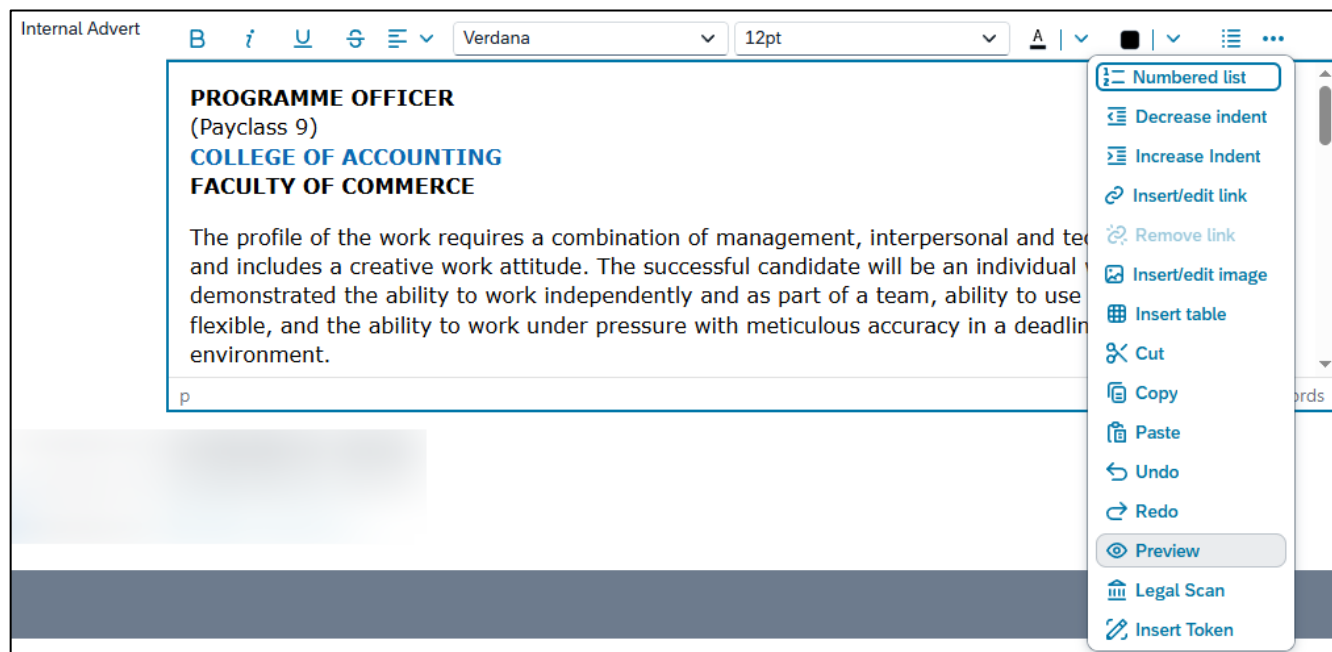 Internal Advert
B i U S Verdana 12pt A
PROGRAMME OFFICER
(Payclass 9)
COLLEGE OF ACCOUNTING
FACULTY OF COMMERCE
The profile of the work requires a combination of management, interpersonal and
and includes a creative work attitude. The successful candidate will be an individual
demonstrated the ability to work independently and as part of a team, ability to use
flexible, and the ability to work under pressure with meticulous accuracy in a
environment.
p
Numbered list
Decrease indent
Increase Indent
Insert/edit link
Remove link
Insert/edit image
Insert table
Cut
Copy
Paste
Undo
Redo
Preview
Legal Scan
Insert Token